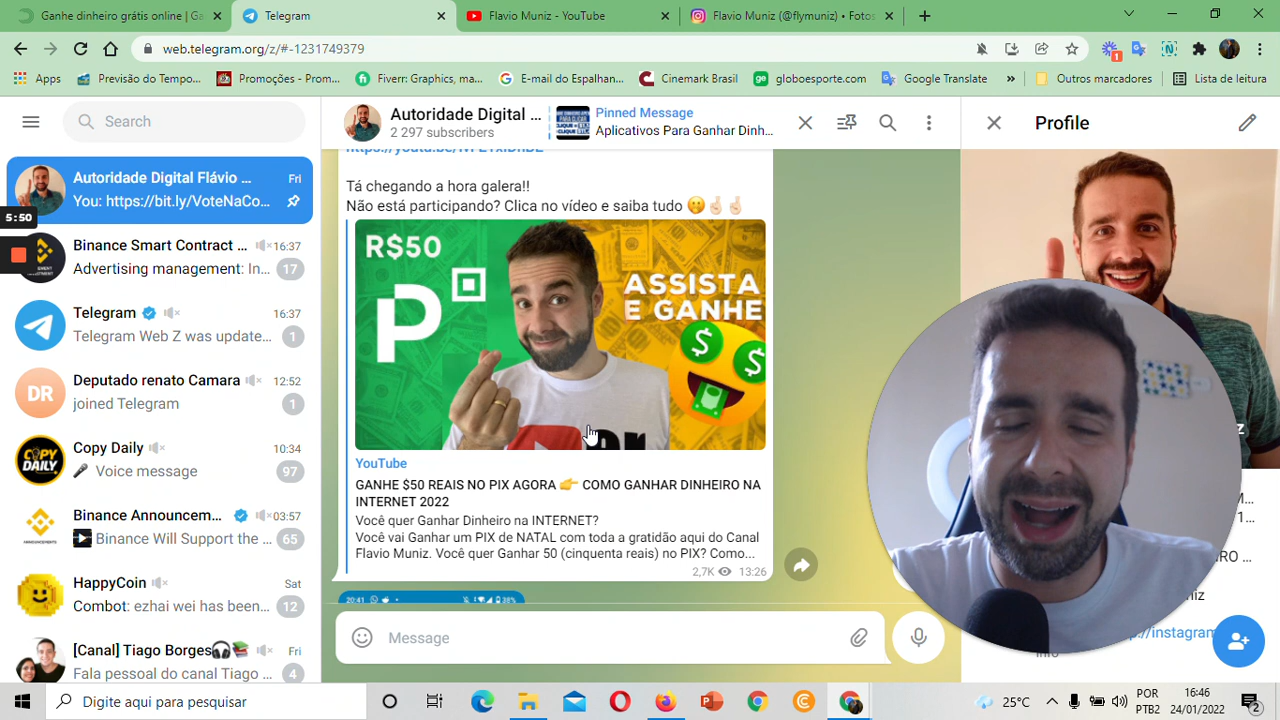 Ganhe dinheiro grátis online | Ga
Telegram
Flavio Muniz - YouTube
Flavio Muniz (@flymuniz) • Fotos
web.telegram.org/z/#-1231749379
1
Apps
Previsão do Tempo...
Promoções - Prom...
Fiverr: Graphics, ma...
E-mail do Espalhan...
Cinemark Brasil
globoesporte.com
Google Translate
»
Outros marcadores
Lista de leitura
Search
Autoridade Digital ...
2 297 subscribers
Pinned Message
Aplicativos Para Ganhar Dinh...
Profile
Autoridade Digital Flávio ...
Fri
You: https://bit.ly/VoteNaCo...
5:50
Binance Smart Contract ...
16:37
Advertising management: In...
17
Telegram
16:37
Telegram Web Z was update...
1
DR
Deputado renato Camara
12:52
joined Telegram
1
COPY DAILY
Copy Daily
10:34
Voice message
97
Binance Announcem...
03:57
Binance Will Support the ...
65
HappyCoin
Sat
Combo: ezhai wei has been...
12
[Canal] Tiago Borges🎧📚
Fri
Fala pessoal do canal Tiago ...
4
Tá chegando a hora galera!!
Não está participando? Clica no vídeo e saiba tudo 🤭🤞🏻🤞🏻
R$50
P
ASSISTA
E GANHE
YouTube
GANHE $50 REAIS NO PIX AGORA 👉 COMO GANHAR DINHEIRO NA
INTERNET 2022
Você quer Ganhar Dinheiro na INTERNET?
Você vai Ganhar um PIX de NATAL com toda a gratidão aqui do Canal
Flavio Muniz. Você quer Ganhar 50 (cinquenta reais) no PIX? Como...
2,7K 13:26
20:41
38%
Message
Digite aqui para pesquisar
25°C
POR
PTB2
16:46
24/01/2022
2